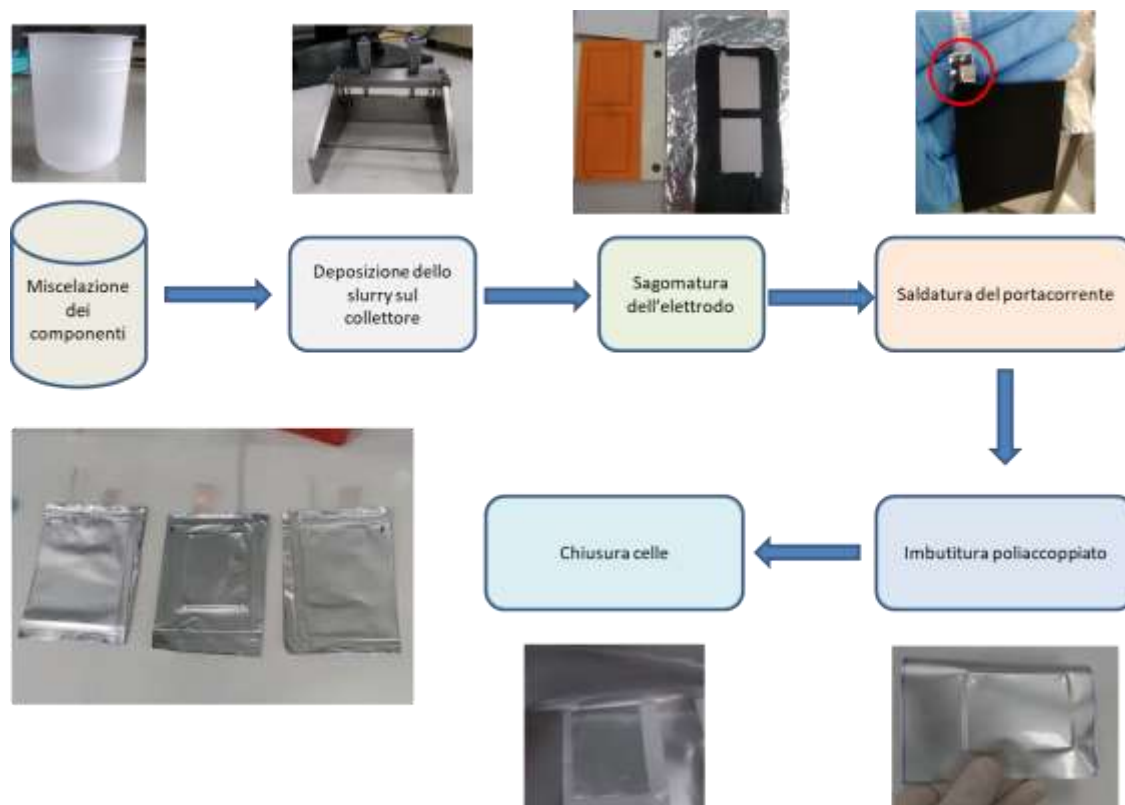 Miscelazione
dei
componenti
Deposizione dello
slurry sul
collettore
Sagomatura
dell'elettrodo
Saldatura del portacorrente
Chiusura celle
Imbutitura poliaccoppiato